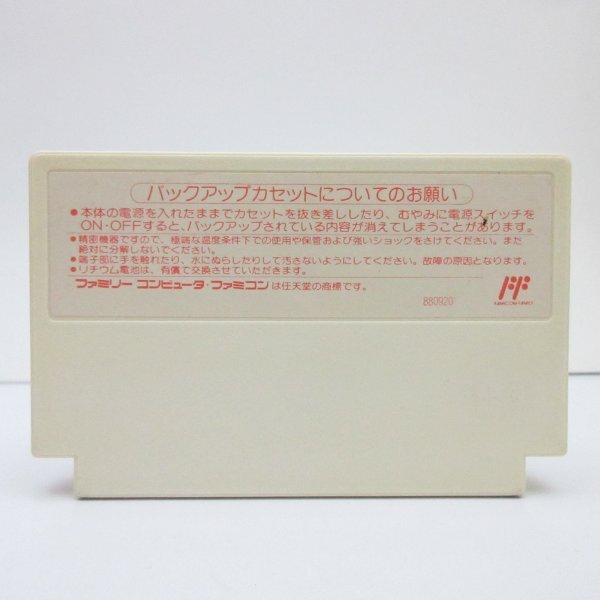 バックアップカセットについてのお願い
●本体の電源を入れたままでカセットを抜き差ししたり、むやみに電源スイッチを
ON・OFFすると、バックアップされている内容が消えてしまうことがあります。
●精密機器ですので、極端な温度条件下での使用や保管および強いショックをさけてください。また
絶対に分解しないでください。
●端子部に手を触れたり、水にぬらしたりして汚さないようにしてください。故障の原因となります。
●リチウム電池は、有償で交換させていただきます。
ファミリーコンピュータ・ファミコンは任天堂の商標です。
880920